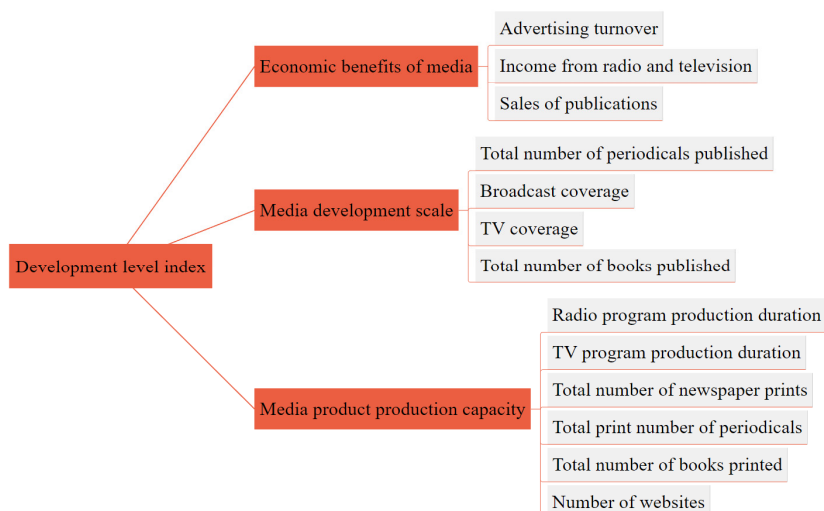 Advertising turnover
Economic benefits of media
Income from radio and television
Sales of publications
Total number of periodicals published
Broadcast coverage
Media development scale
TV coverage
Total number of books published
Development level index
Radio program production duration
TV program production duration
Total number of newspaper prints
Media product production capacity
Total print number of periodicals
Total number of books printed
Number of websites